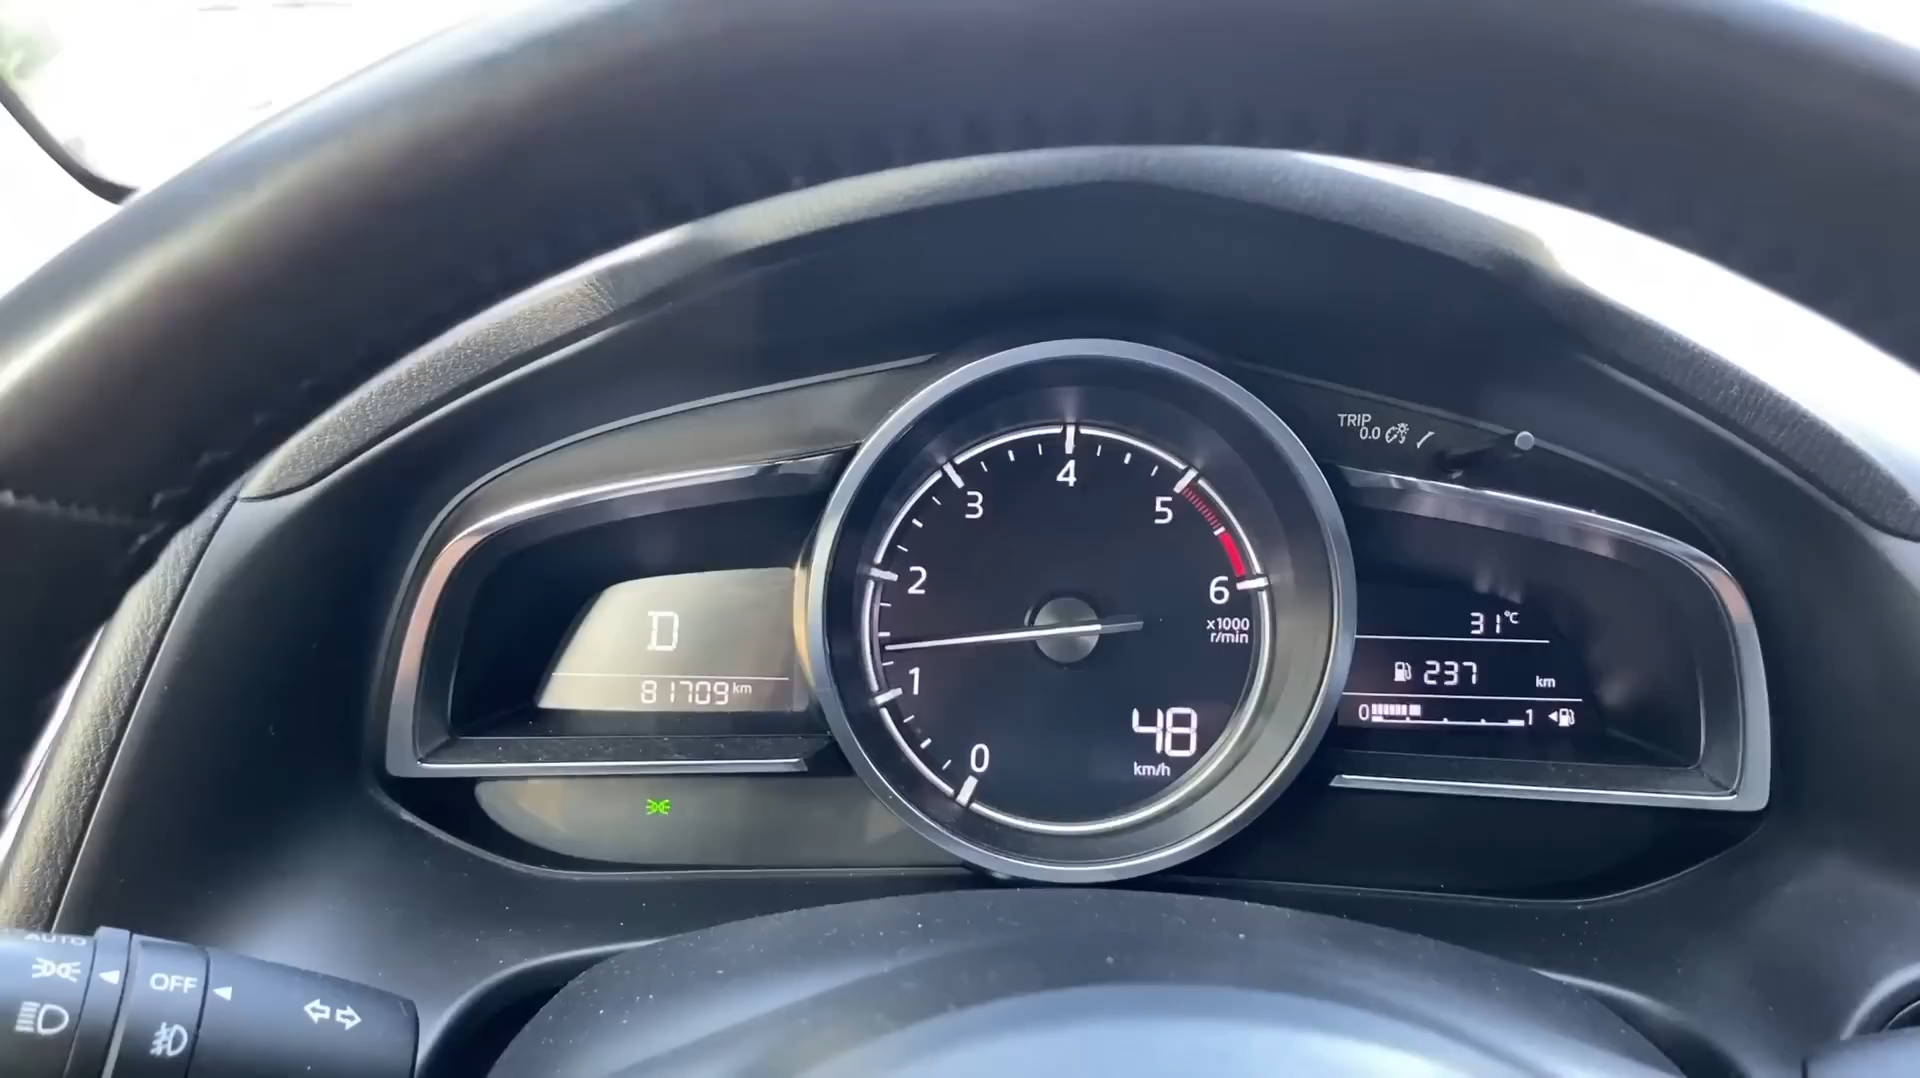 TRIP
0.0
4
3
5
2
6
x1000
r/min
D
31°C
237 km
1
81709 km
0 1
48
km/h
0
AUTO
OFF